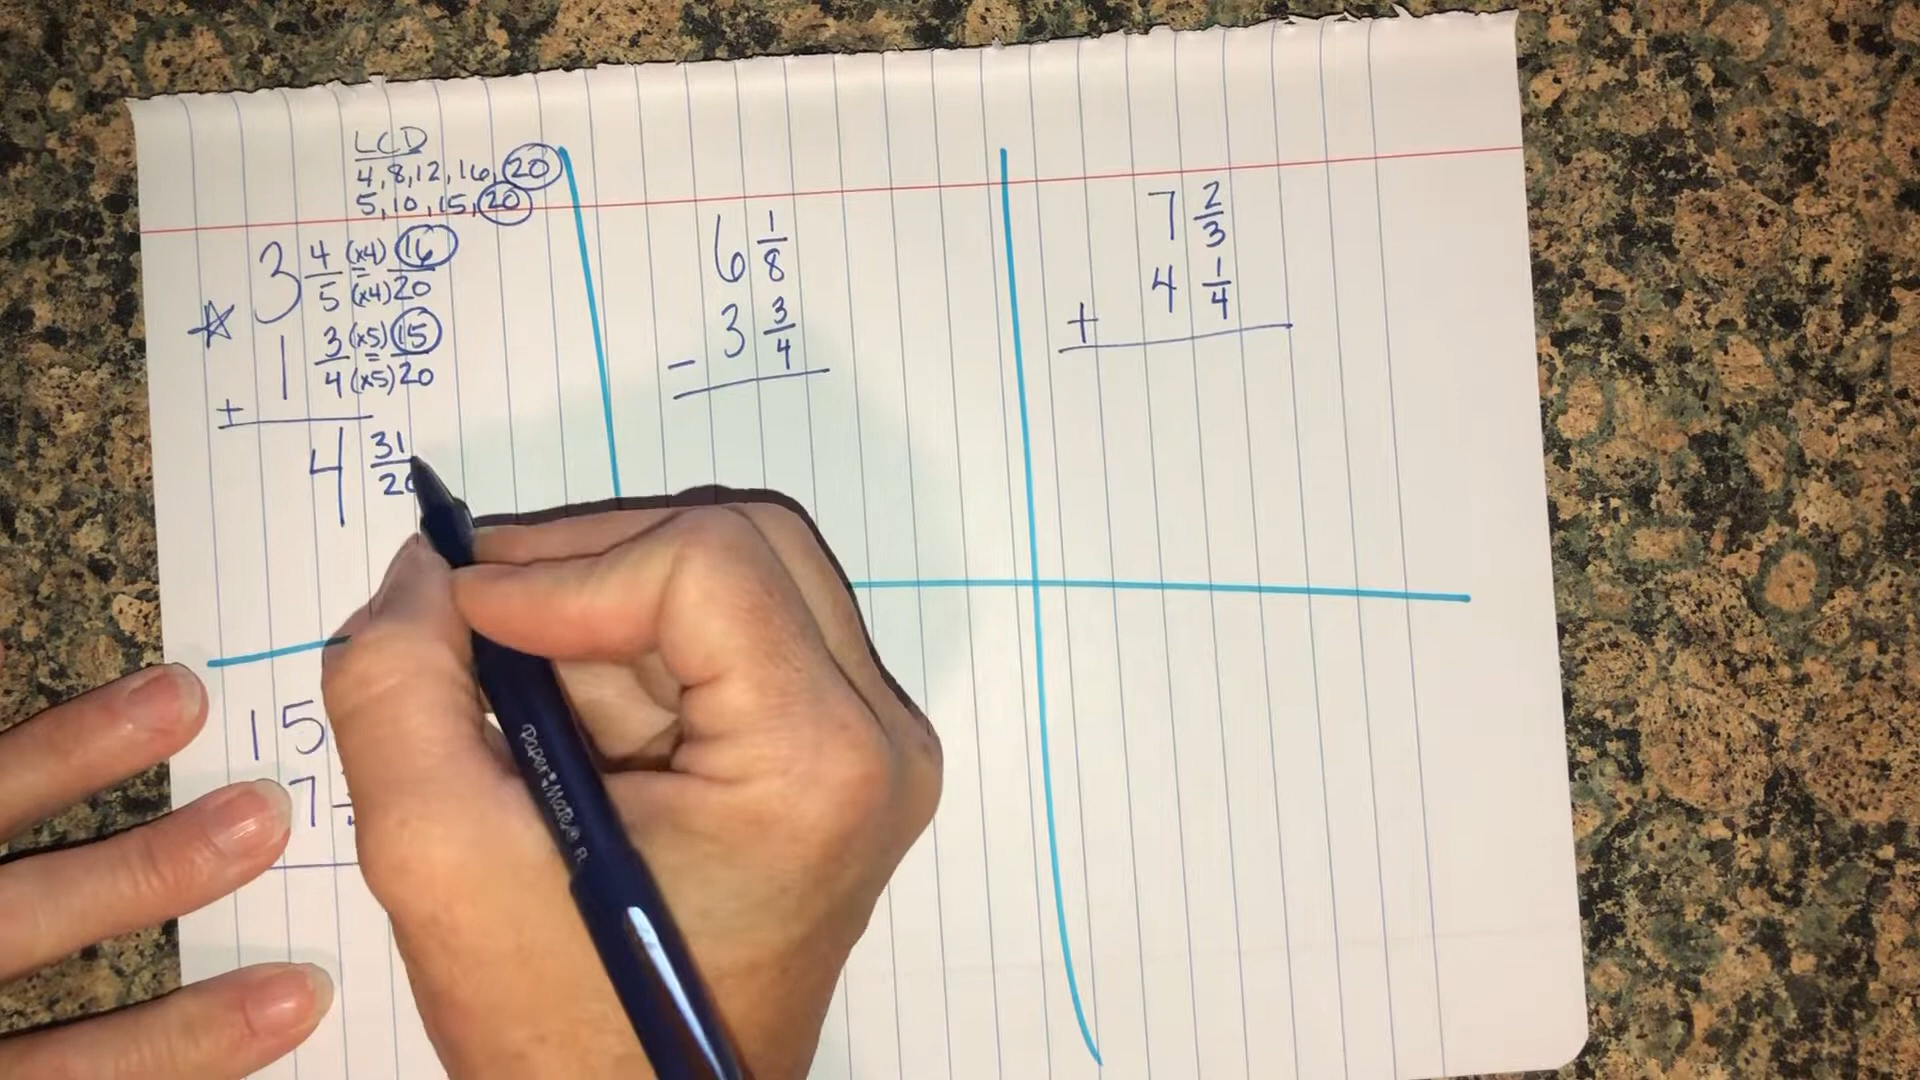 LCD
4,8,12,16,20
5,10,15,20
3 4/5 (x4) = (x4) 16/20
+ 1 3/4 (x5) = (x5) 15/20
4 31/20
6 1/8
- 3 3/4
7 2/3
+ 4 1/4
15
7
Paper:Mate®